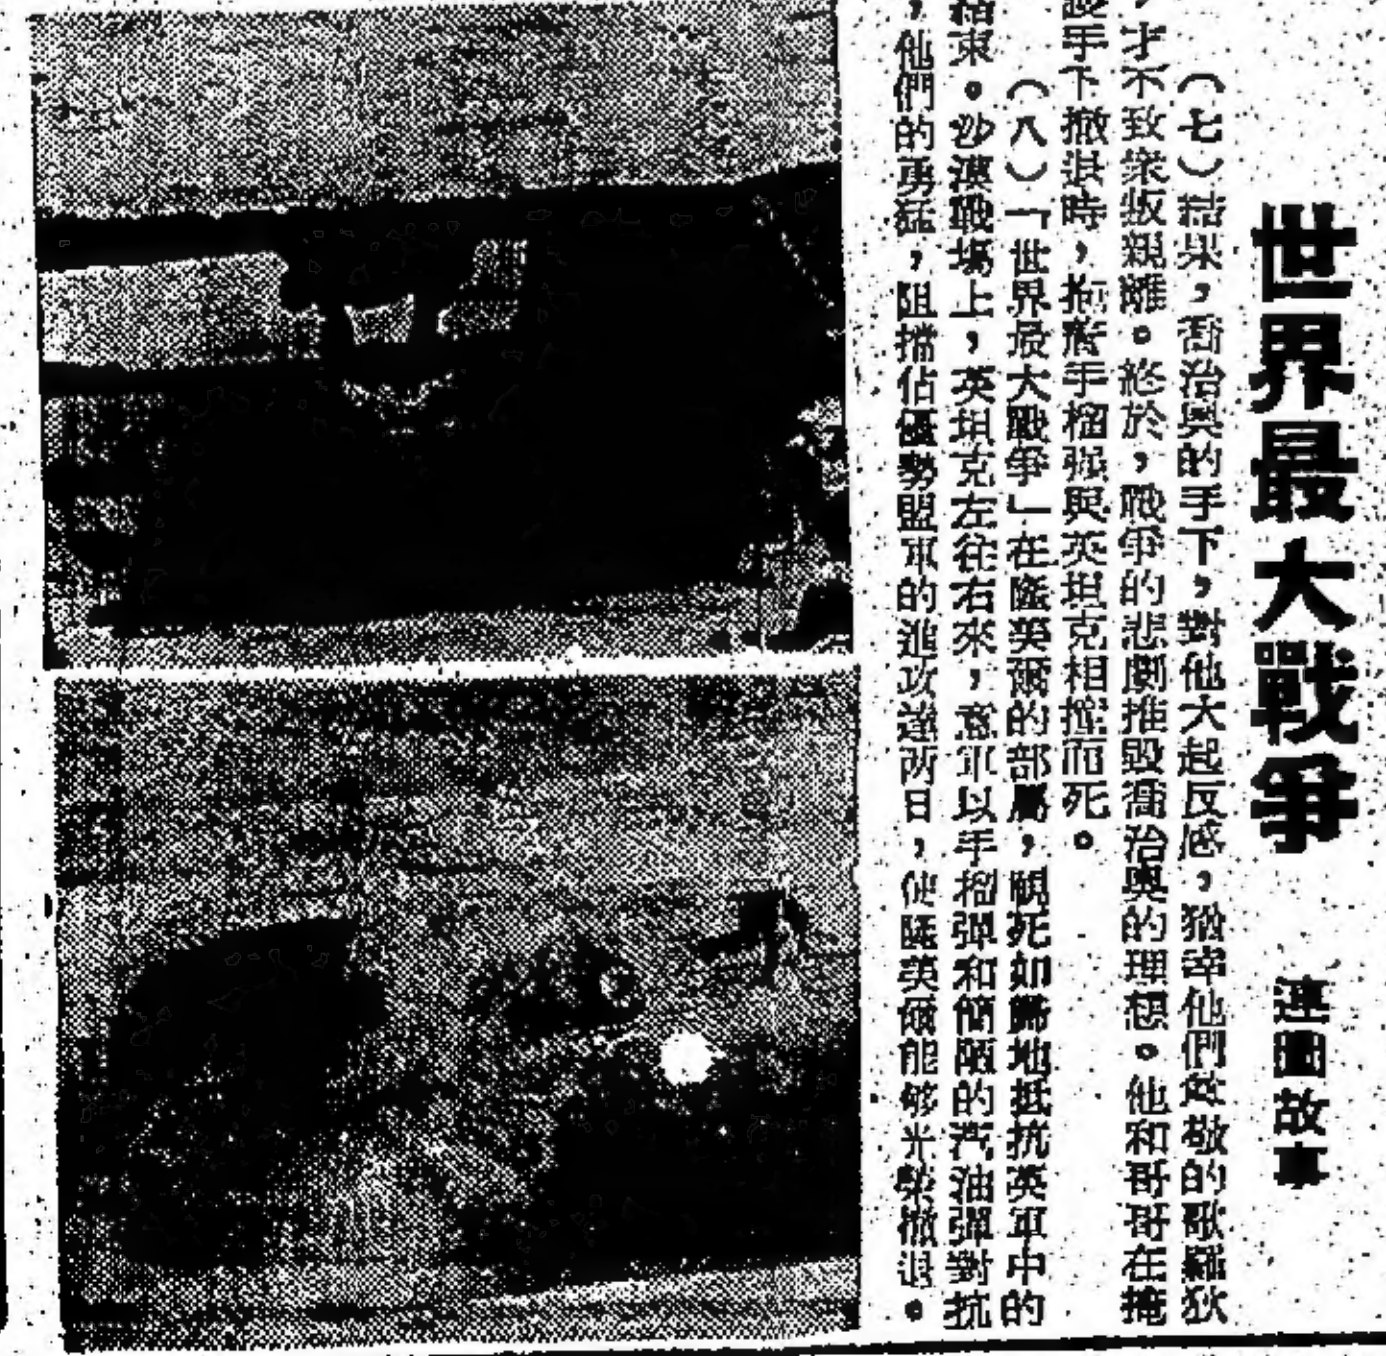 世界最大戰爭
連圖故事
（七）結果，喬治奧的手下，對他大起反感，猶幸他們敬的歌羅狄
，才不致衆叛親離。終於，戰爭的悲劇摧毀喬治奧的理想。他和哥哥在掩
手下撤退時，手榴彈與英坦克相撞而死。
（八）「世界最大戰爭」在隆美爾的部屬，視死如歸地抵抗英軍中的
結束。沙漠戰場上，英坦克左往右來，意軍以手榴彈和簡陋的汽油彈對抗
，他們的勇猛，阻擋佔優勢盟軍的進攻達兩日，使隆美爾能够光榮撤退。